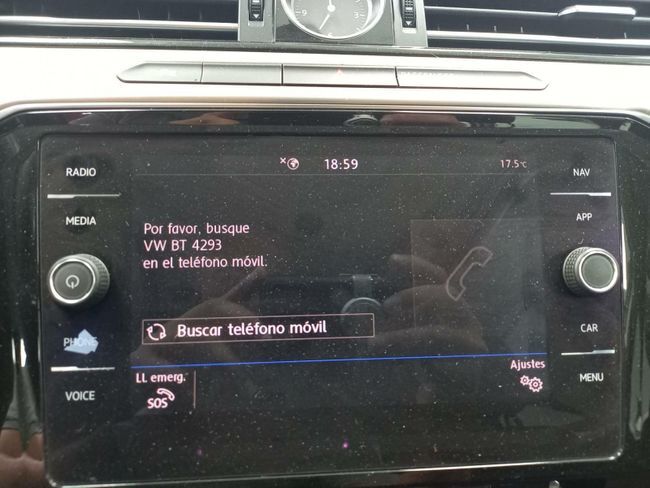 18:59
17.5°C
RADIO
NAV
MEDIA
APP
Por favor, busque
VW BT 4293
en el teléfono móvil.
Buscar teléfono móvil
PHONE
CAR
LL emerg.
Ajustes
SOS
VOICE
MENU